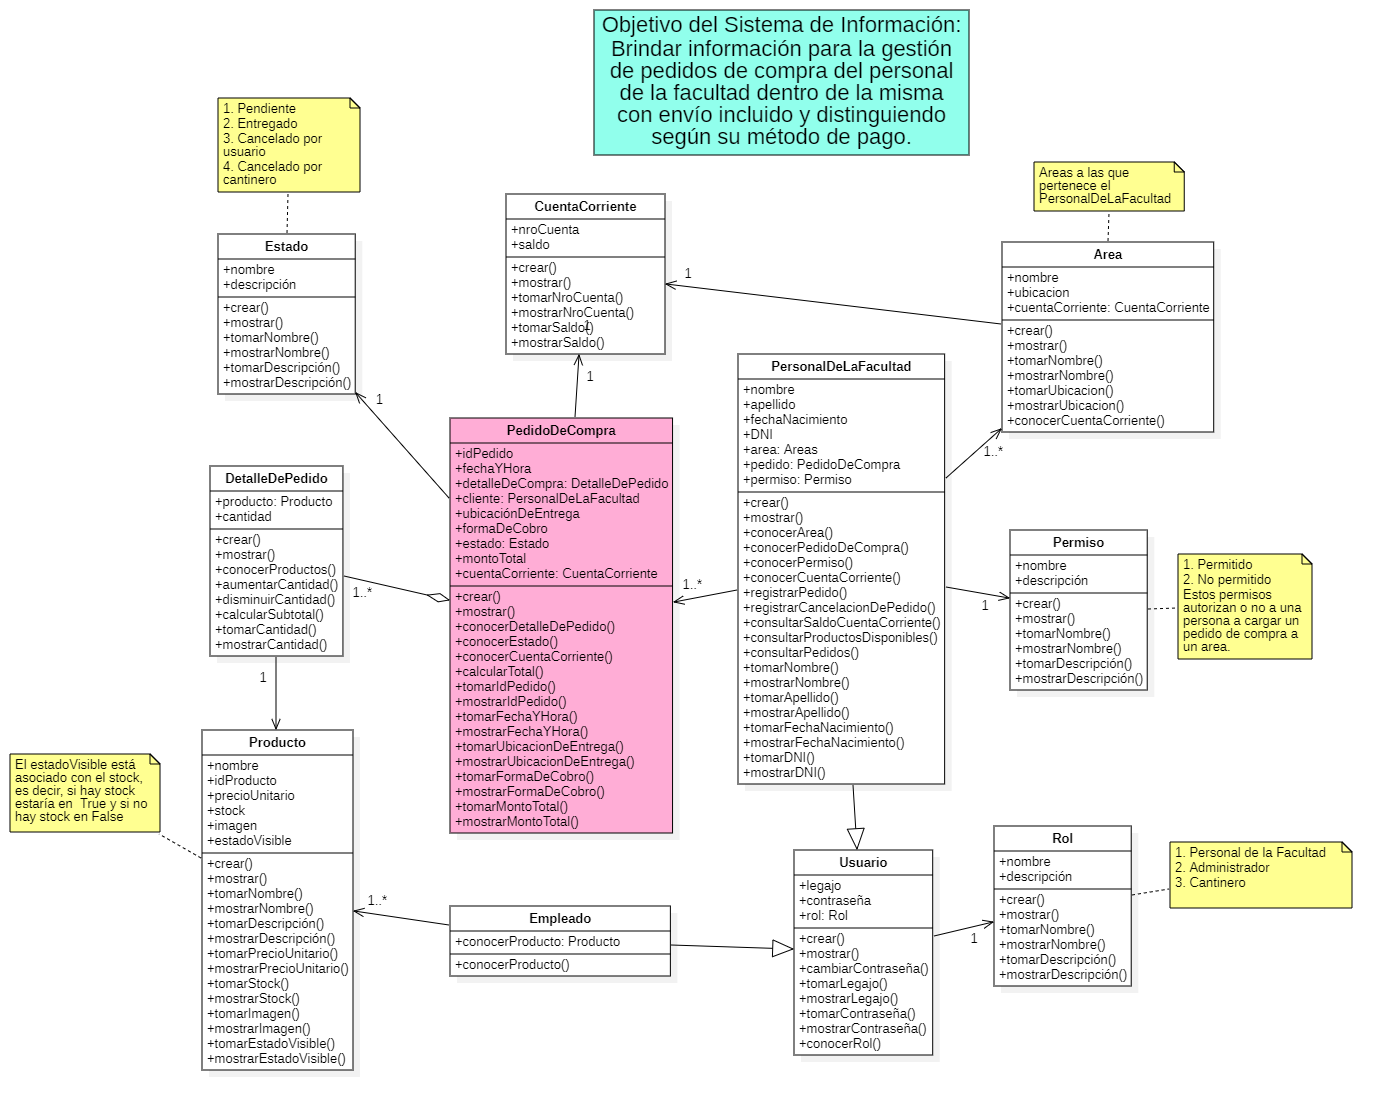 Objetivo del Sistema de Información:
Brindar información para la gestión
de pedidos de compra del personal
de la facultad dentro de la misma
con envío incluido y distinguiendo
según su método de pago.
1. Pendiente
2. Entregado
3. Cancelado por
usuario
4. Cancelado por
cantinero
Estado
+nombre
+descripción
+crear()
+mostrar()
+tomarNombre()
+mostrarNombre()
+tomarDescripción()
+mostrarDescripción()
1
CuentaCorriente
+nroCuenta
+saldo
+crear()
+mostrar()
+tomarNroCuenta()
+mostrarNroCuenta()
+tomarSaldo()
1
+mostrarSaldo()
1
1
Areas a las que
pertenece el
PersonalDeLaFacultad
Area
+nombre
+ubicacion
+cuentaCorriente: CuentaCorriente
+crear()
+mostrar()
+tomarNombre()
+mostrarNombre()
+tomarUbicacion()
+mostrarUbicacion()
+conocerCuentaCorriente()
1..*
DetalleDePedido
+producto: Producto
+cantidad
+crear()
+mostrar()
+conocerProductos()
+aumentarCantidad()
+disminuirCantidad()
+calcularSubtotal()
+tomarCantidad()
+mostrarCantidad()
1..*
1
PedidoDeCompra
+idPedido
+fechaYHora
+detalleDeCompra: DetalleDePedido
+cliente: PersonalDeLaFacultad
+ubicaciónDeEntrega
+formaDeCobro
+estado: Estado
+montoTotal
+cuentaCorriente: CuentaCorriente
+crear()
+mostrar()
+conocerDetalleDePedido()
+conocerEstado()
+conocerCuentaCorriente()
+calcularTotal()
+tomarIdPedido()
+mostrarIdPedido()
+tomarFechaYHora()
+mostrarFechaYHora()
+tomarUbicacionDeEntrega()
+mostrarUbicacionDeEntrega()
+tomarFormaDeCobro()
+mostrarFormaDeCobro()
+tomarMontoTotal()
+mostrarMontoTotal()
1..*
PersonalDeLaFacultad
+nombre
+apellido
+fechaNacimiento
+DNI
+area: Areas
+pedido: PedidoDeCompra
+permiso: Permiso
+crear()
+mostrar()
+conocerArea()
+conocerPedidoDeCompra()
+conocerPermiso()
+conocerCuentaCorriente()
+registrarPedido()
+registrarCancelacionDePedido()
+consultarSaldoCuentaCorriente()
+consultarProductosDisponibles()
+consultarPedidos()
+tomarNombre()
+mostrarNombre()
+tomarApellido()
+mostrarApellido()
+tomarFechaNacimiento()
+mostrarFechaNacimiento()
+tomarDNI()
+mostrarDNI()
1
Permiso
+nombre
+descripción
+crear()
+mostrar()
+tomarNombre()
+mostrarNombre()
+tomarDescripción()
+mostrarDescripción()
1. Permitido
2. No permitido
Estos permisos
autorizan o no a una
persona a cargar un
pedido de compra a
un area.
El estadoVisible está
asociado con el stock,
es decir, si hay stock
estaría en  True y si no
hay stock en False
Producto
+nombre
+idProducto
+precioUnitario
+stock
+imagen
+estadoVisible
+crear()
+mostrar()
+tomarNombre()
+mostrarNombre()
+tomarDescripción()
+mostrarDescripción()
+tomarPrecioUnitario()
+mostrarPrecioUnitario()
+tomarStock()
+mostrarStock()
+tomarImagen()
+mostrarImagen()
+tomarEstadoVisible()
+mostrarEstadoVisible()
1..*
Empleado
+conocerProducto: Producto
+conocerProducto()
Usuario
+legajo
+contraseña
+rol: Rol
+crear()
+mostrar()
+cambiarContraseña()
+tomarLegajo()
+mostrarLegajo()
+tomarContraseña()
+mostrarContraseña()
+conocerRol()
1
Rol
+nombre
+descripción
+crear()
+mostrar()
+tomarNombre()
+mostrarNombre()
+tomarDescripción()
+mostrarDescripción()
1. Personal de la Facultad
2. Administrador
3. Cantinero